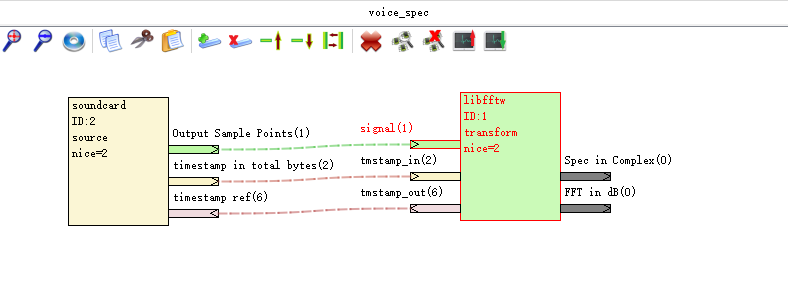 voice_spec
soundcard
ID:2
source
nice=2
Output Sample Points(1)
timestamp in total bytes(2)
timestamp ref(6)
signal(1)
tmstamp_in(2)
tmstamp_out(6)
libfftw
ID:1
transform
nice=2
Spec in Complex(0)
FFT in dB(0)